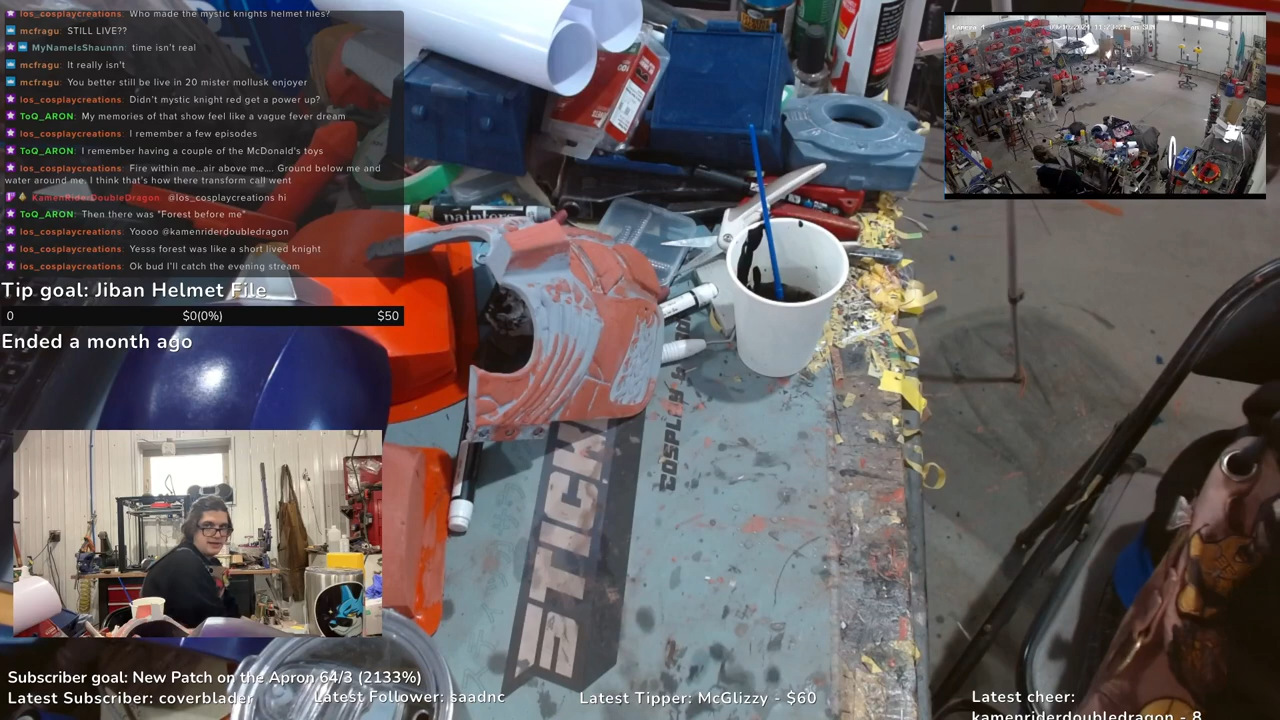 los_cosplaycreations: Who made the mystic knights helmet files?
mcfragu: STILL LIVE??
MyNameIsShaunnn: time isn't real
mcfragu: It really isn't
mcfragu: You better still be live in 20 mister mollusk enjoyer
los_cosplaycreations: Didn't mystic knight red get a power up?
ToQ_ARON: My memories of that show feel like a vague fever dream
los_cosplaycreations: I remember a few episodes
ToQ_ARON: I remember having a couple of the McDonald's toys
los_cosplaycreations: Fire within me...air above me.... Ground below me and
water around me. I think that's how there transform call went
KamenRiderDoubleDragon @los_cosplaycreations hi
ToQ_ARON: Then there was "Forest before me"
los_cosplaycreations: Yoooo @kamenriderdoubledragon
los_cosplaycreations: Yesss forest was like a short lived knight
los_cosplaycreations: Ok bud I'll catch the evening stream
Tip goal: Jiban Helmet File
0 $0(0%) $50
Ended a month ago
painters
STICK
COSPLAY
Subscriber goal: New Patch on the Apron 64/3 (2133%)
Latest Subscriber: coverblader
Latest Follower: saadnc
Latest Tipper: McGlizzy - $60
Latest cheer:
kamenriderdoubledragon - 8